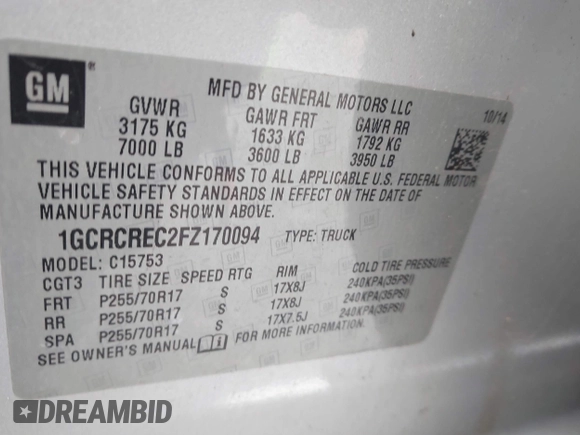 GM
MFD BY GENERAL MOTORS LLC
10/14
GVWR GAWR FRT GAWR RR
3175 KG 1633 KG 1792 KG
7000 LB 3600 LB 3950 LB
THIS VEHICLE CONFORMS TO ALL APPLICABLE U.S. FEDERAL MOTOR
VEHICLE SAFETY STANDARDS IN EFFECT ON THE DATE OF
MANUFACTURE SHOWN ABOVE.
1GCRCREC2FZ170094 TYPE: TRUCK
MODEL: C15753
CGT3 TIRE SIZE SPEED RTG RIM COLD TIRE PRESSURE
FRT P255/70R17 S 17X8J 240KPA(35PSI)
RR P255/70R17 S 17X8J 240KPA(35PSI)
SPA P255/70R17 S 17X7.5J 240KPA(35PSI)
SEE OWNER'S MANUAL FOR MORE INFORMATION.
DREAMBID